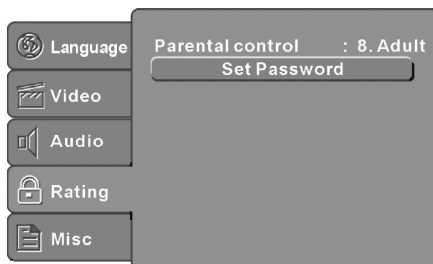 Language
Video
Audio
Rating
Misc
Parental control : 8. Adult
Set Password